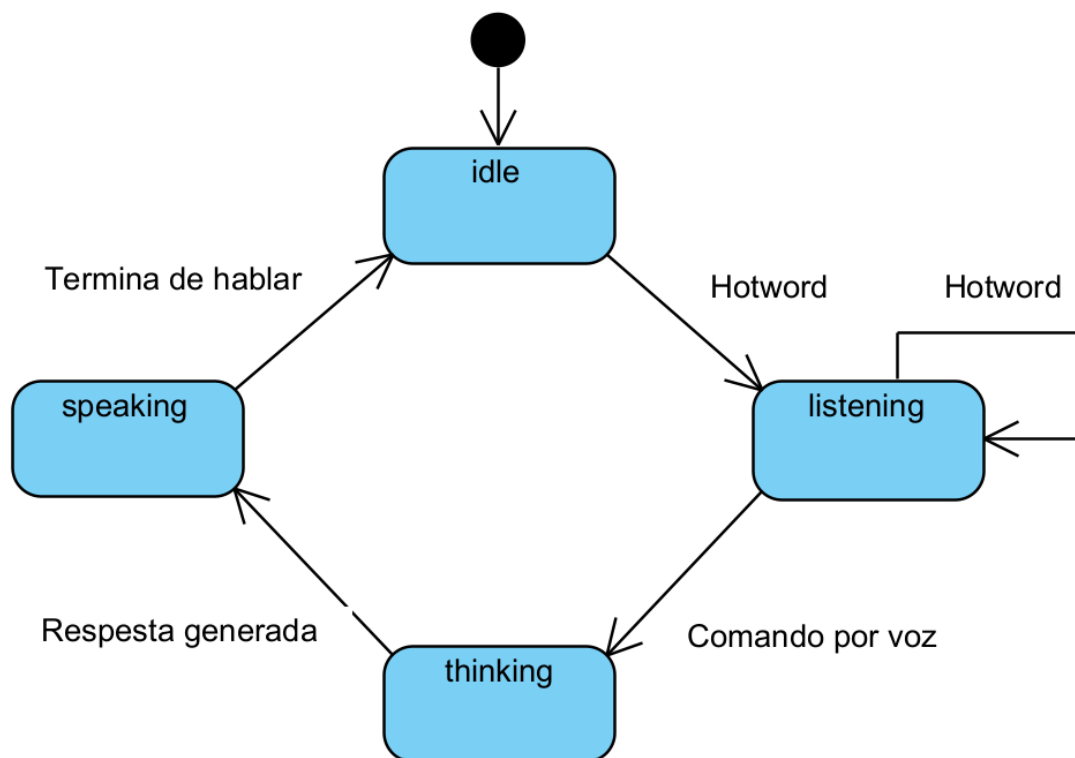 idle
Termina de hablar
Hotword
Hotword
speaking
listening
Respesta generada
Comando por voz
thinking